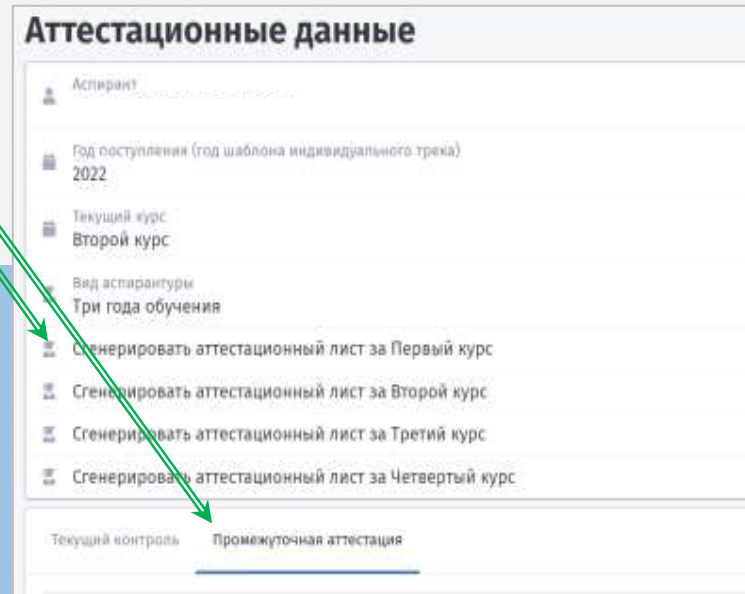 Аттестационные данные
Аспирант
Год поступления (год шаблона индивидуального трека)
2022
Текущий курс
Второй курс
Вид аспирантуры
Три года обучения
Сгенерировать аттестационный лист за Первый курс
Сгенерировать аттестационный лист за Второй курс
Сгенерировать аттестационный лист за Третий курс
Сгенерировать аттестационный лист за Четвертый курс
Текущий контроль Промежуточная аттестация